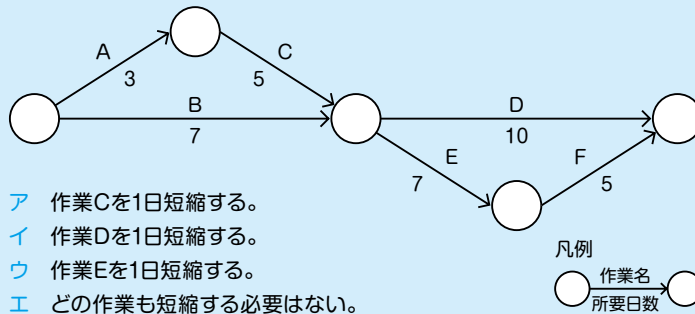 A
3
C
5
B
7
D
10
E
7
F
5
ア 作業Cを1日短縮する。
イ 作業Dを1日短縮する。
ウ 作業Eを1日短縮する。
エ どの作業も短縮する必要はない。
凡例
作業名
所要日数